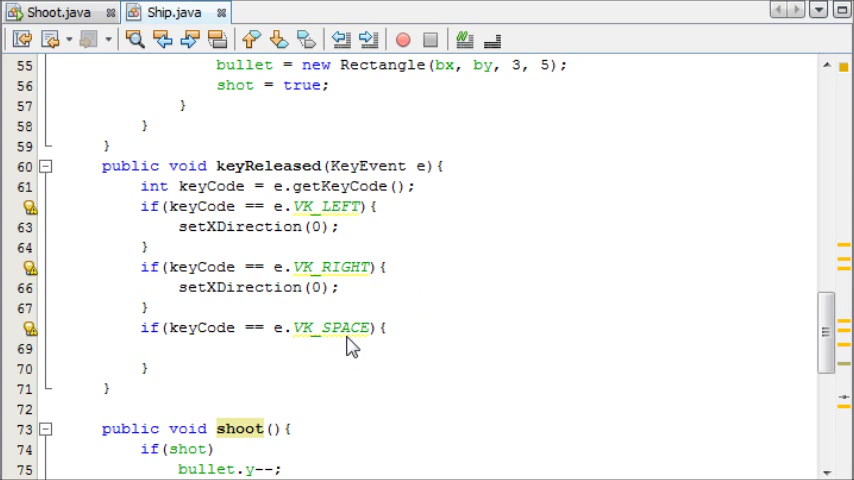 Shoot.java Ship.java
55 bullet = new Rectangle(bx, by, 3, 5);
56 shot = true;
57 }
58 }
59 }
60 public void keyReleased(KeyEvent e){
61 int keyCode = e.getKeyCode();
if(keyCode == e.VK_LEFT){
63 setXDirection(0);
64 }
if(keyCode == e.VK_RIGHT){
66 setXDirection(0);
67 }
if(keyCode == e.VK_SPACE){
69
70 }
71 }
72
73 public void shoot(){
74 if(shot)
75 bullet.y--;